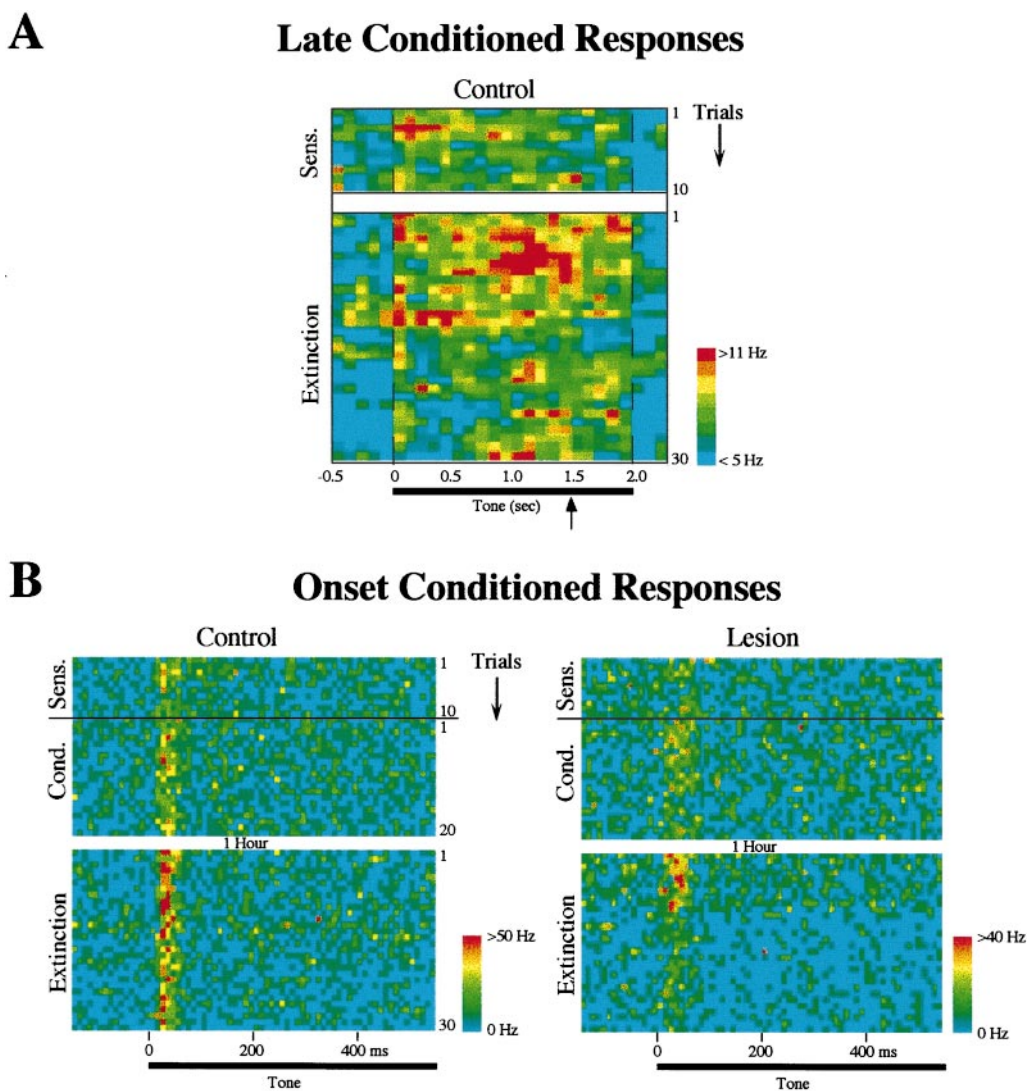 A
Late Conditioned Responses
Control
Sens.
1
Trials
10
1
Extinction
>11 Hz
< 5 Hz
30
-0.5 0 0.5 1.0 1.5 2.0
Tone (sec)
B
Onset Conditioned Responses
Control
Sens.
1
Trials
10
1
Cond.
20
1 Hour
1
Extinction
>50 Hz
0 Hz
30
0 200 400 ms
Tone
Lesion
Sens.
Cond.
1 Hour
Extinction
>40 Hz
0 Hz
0 200 400 ms
Tone